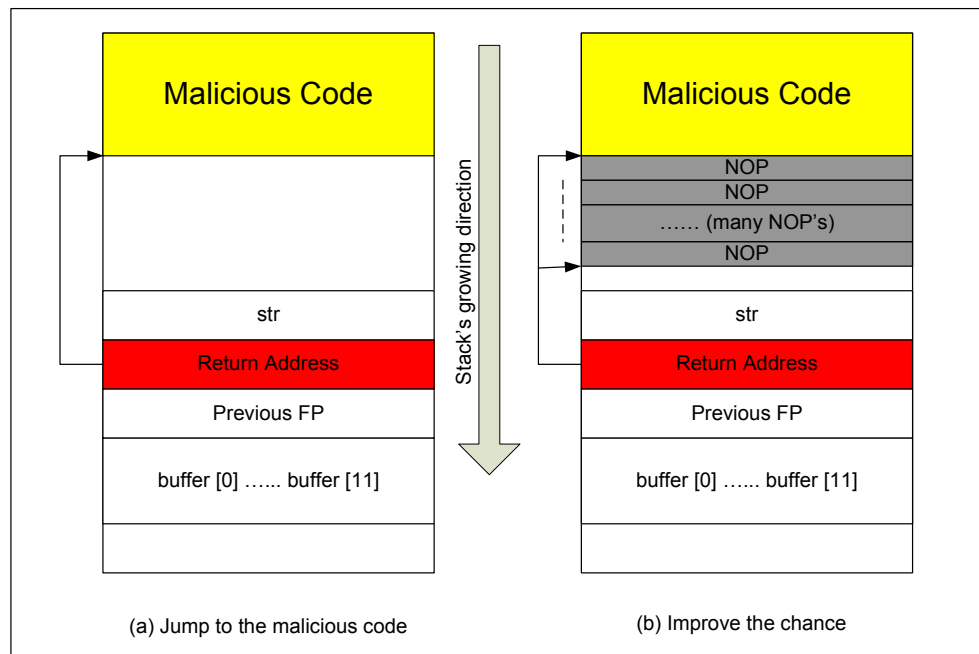 Malicious Code
str
Return Address
Previous FP
buffer [0] …... buffer [11]
(a) Jump to the malicious code
Stack's growing direction
Malicious Code
NOP
NOP
…... (many NOP's)
NOP
str
Return Address
Previous FP
buffer [0] …... buffer [11]
(b) Improve the chance